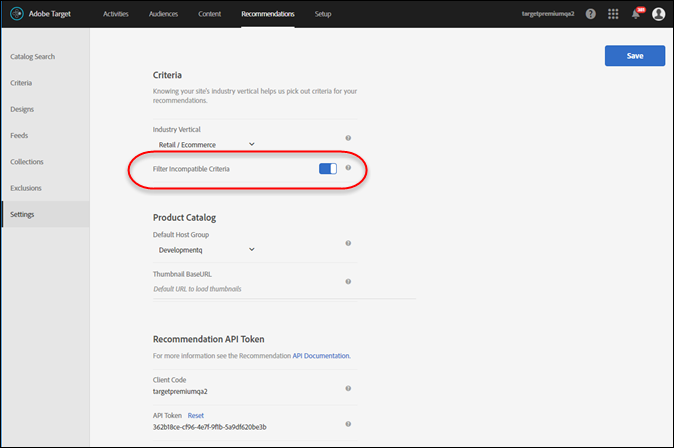 Adobe Target Activities Audiences Content Recommendations Setup targetpremiumqa2
Catalog Search
Criteria
Designs
Feeds
Collections
Exclusions
Settings
Save
Criteria
Knowing your site's industry vertical helps us pick out criteria for your
recommendations.
Industry Vertical
Retail / Ecommerce
Filter Incompatible Criteria
Product Catalog
Default Host Group
Developmentq
Thumbnail BaseURL
Default URL to load thumbnails
Recommendation API Token
For more information see the Recommendation API Documentation.
Client Code
targetpremiumqa2
API Token Reset
362b18ce-cf96-4e7f-9f1b-5a9df620be3b